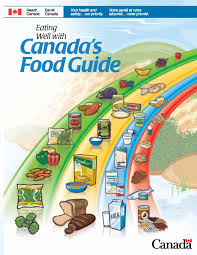 Health Canada
Santé Canada
Your health and safety... our priority.
Votre santé et votre sécurité... notre priorité.
Eating
Well with
Canada's
Food Guide
Canada